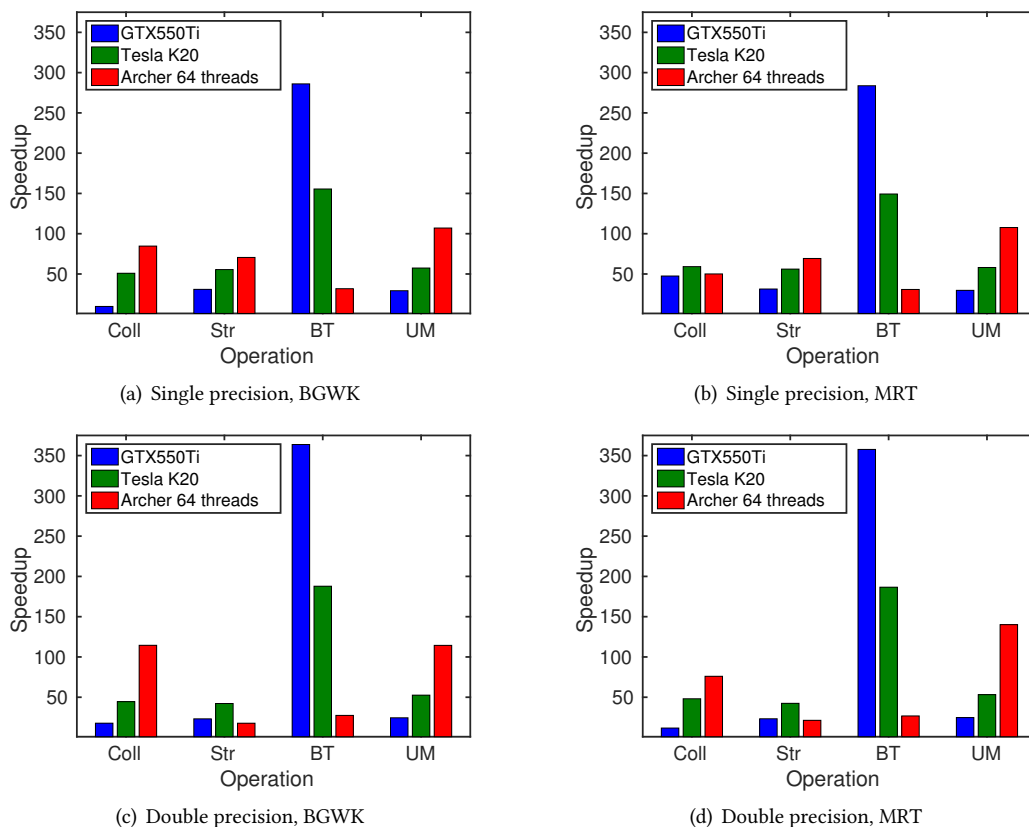 350
300
250
200
150
100
50
Speedup
GTX550Ti
Tesla K20
Archer 64 threads
Coll Str BT UM
Operation
(a) Single precision, BGWK
350
300
250
200
150
100
50
Speedup
GTX550Ti
Tesla K20
Archer 64 threads
Coll Str BT UM
Operation
(b) Single precision, MRT
350
300
250
200
150
100
50
Speedup
GTX550Ti
Tesla K20
Archer 64 threads
Coll Str BT UM
Operation
(c) Double precision, BGWK
350
300
250
200
150
100
50
Speedup
GTX550Ti
Tesla K20
Archer 64 threads
Coll Str BT UM
Operation
(d) Double precision, MRT